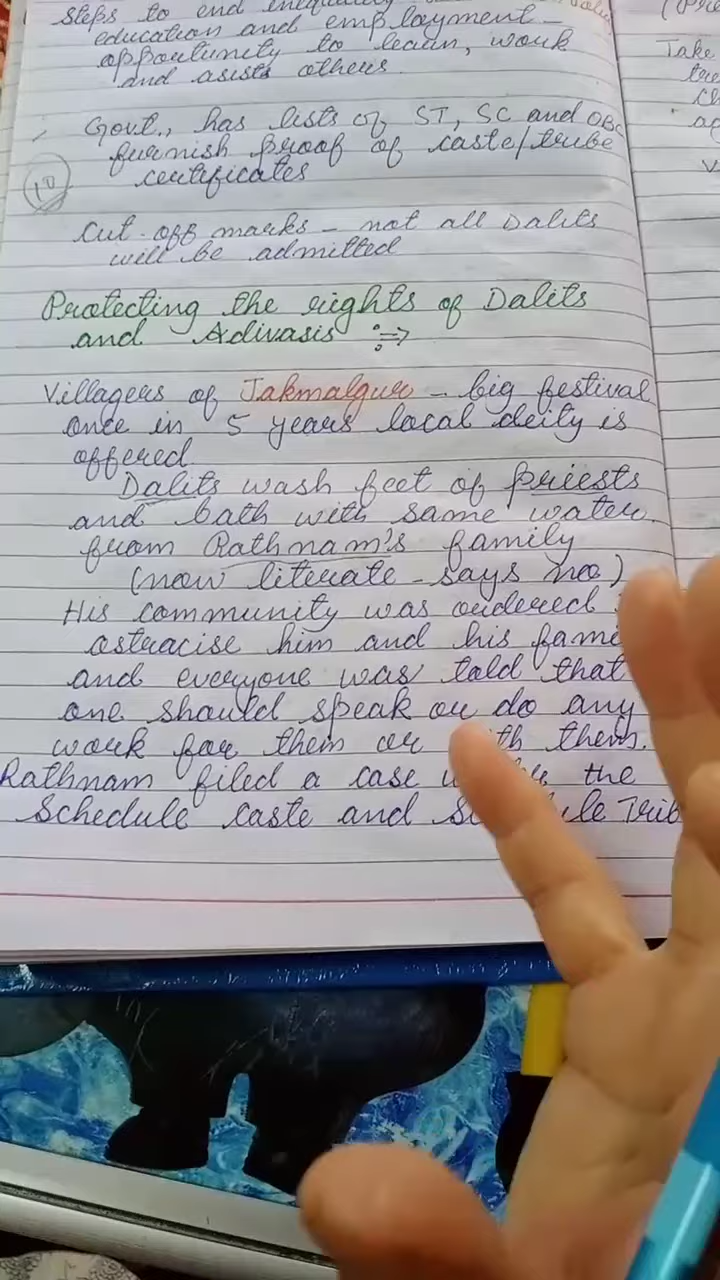 Steps to end inequality
education and employment -
opportunity to learn, work
and asists others.
Govt., has lists of ST, SC and OBC
furnish proof of caste/tribe
certificates
10
Cut-off marks - not all Dalits
will be admitted
Protecting the rights of Dalits
and Adivasis
Villagers of Jakmalgur - big festival
once in 5 years local deity is
offered
Dalits wash feet of priests
and bath with same water.
from Rathnam's family
(now literate - says no)
His community was ordered
ostracise him and his
and everyone was told that
one should speak or do any
work for them or with them.
Rathnam filed a case the
Schedule caste and
Take